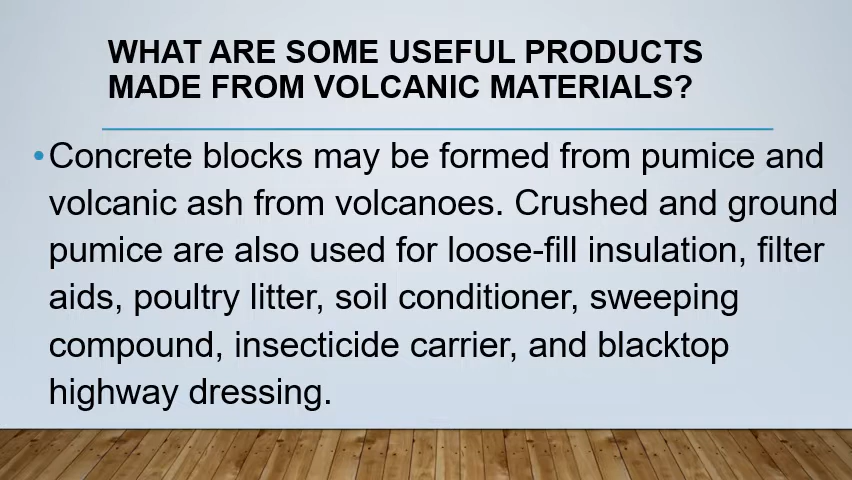 WHAT ARE SOME USEFUL PRODUCTS
MADE FROM VOLCANIC MATERIALS?
•Concrete blocks may be formed from pumice and
volcanic ash from volcanoes. Crushed and ground
pumice are also used for loose-fill insulation, filter
aids, poultry litter, soil conditioner, sweeping
compound, insecticide carrier, and blacktop
highway dressing.